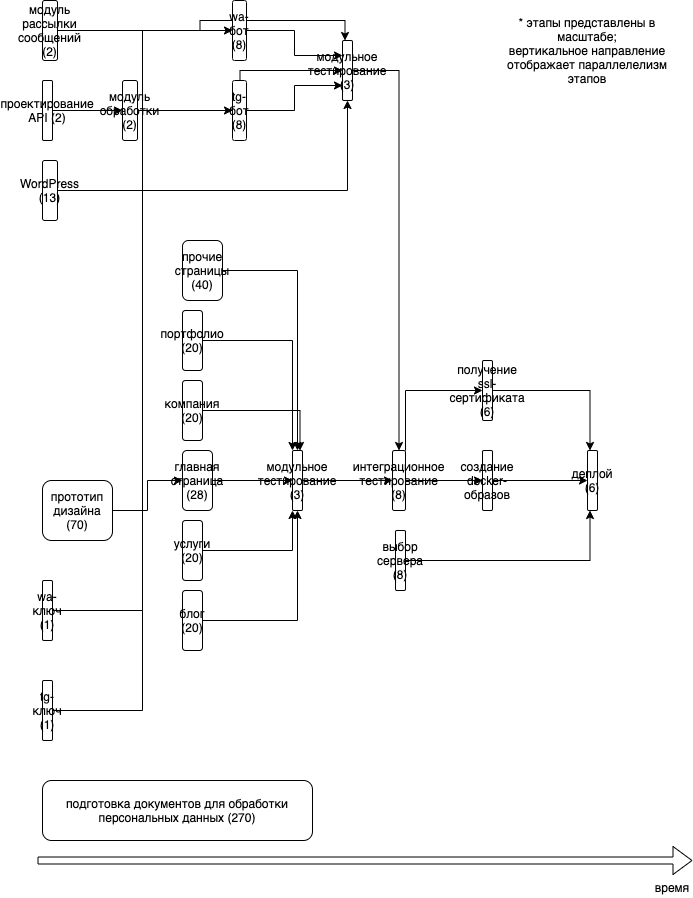 модуль
рассылки
сообщений
(2)
wa-
бот
(8)
модульное
тестирование
(3)
* этапы представлены в
масштабе;
вертикальное направление
отображает параллелизм
этапов
проектирование
API (2)
модуль
обработки
(2)
tg-
бот
(8)
WordPress
(13)
прочие
страницы
(40)
портфолио
(20)
компания
(20)
получение
ssl-
сертификата
(6)
главная
страница
(28)
модульное
тестирование
(3)
интеграционное
тестирование
(8)
создание
docker-
образов
деплой
(6)
прототип
дизайна
(70)
услуги
(20)
выбор
сервера
(8)
wa-
ключ
(1)
блог
(20)
tg-
ключ
(1)
подготовка документов для обработки
персональных данных (270)
время